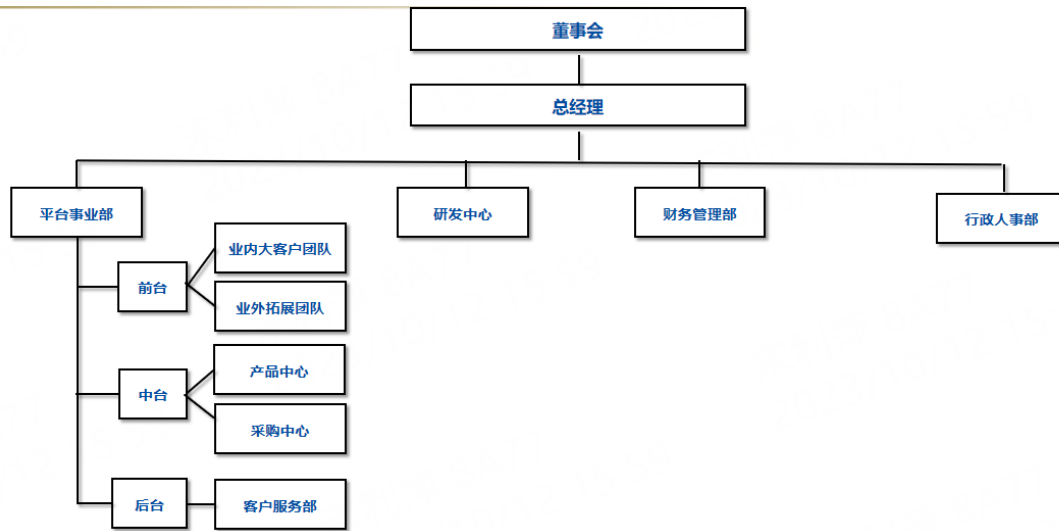 董事会
总经理
平台事业部
研发中心
财务管理部
行政人事部
前台
业内大客户团队
业外拓展团队
中台
产品中心
采购中心
后台
客户服务部